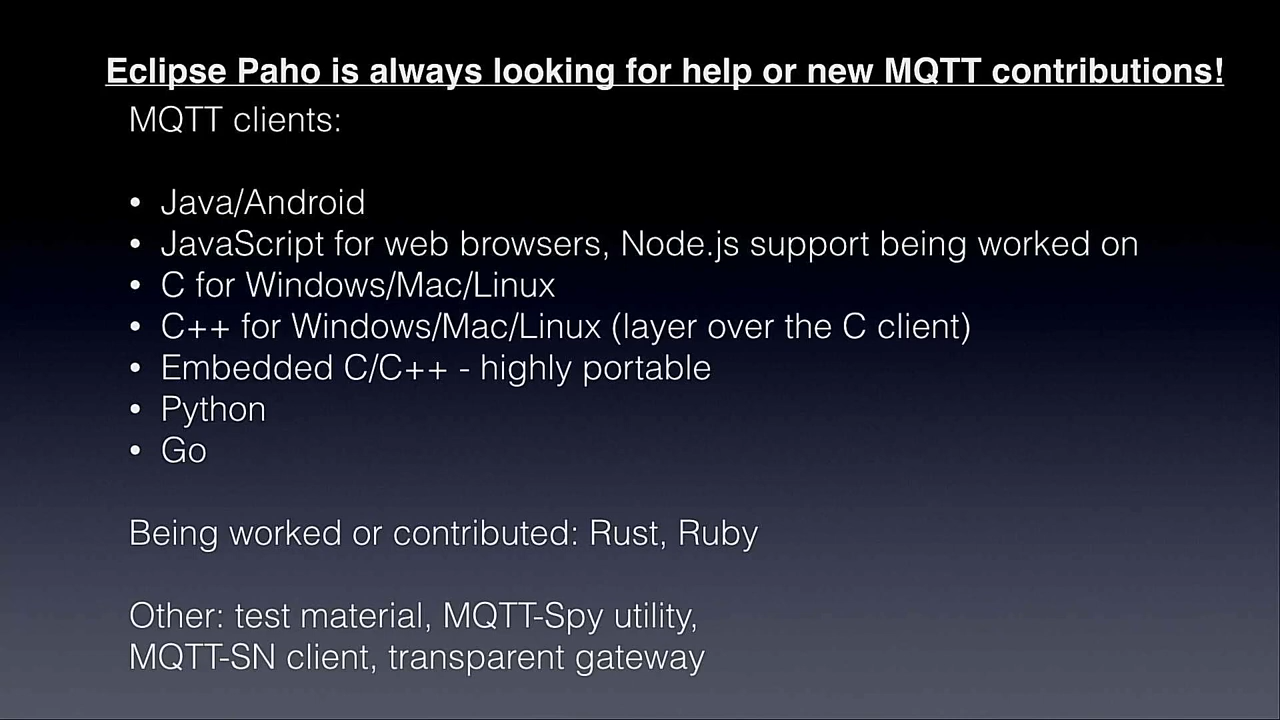 Eclipse Paho is always looking for help or new MQTT contributions!
MQTT clients:
• Java/Android
• JavaScript for web browsers, Node.js support being worked on
• C for Windows/Mac/Linux
• C++ for Windows/Mac/Linux (layer over the C client)
• Embedded C/C++ - highly portable
• Python
• Go
Being worked or contributed: Rust, Ruby
Other: test material, MQTT-Spy utility,
MQTT-SN client, transparent gateway